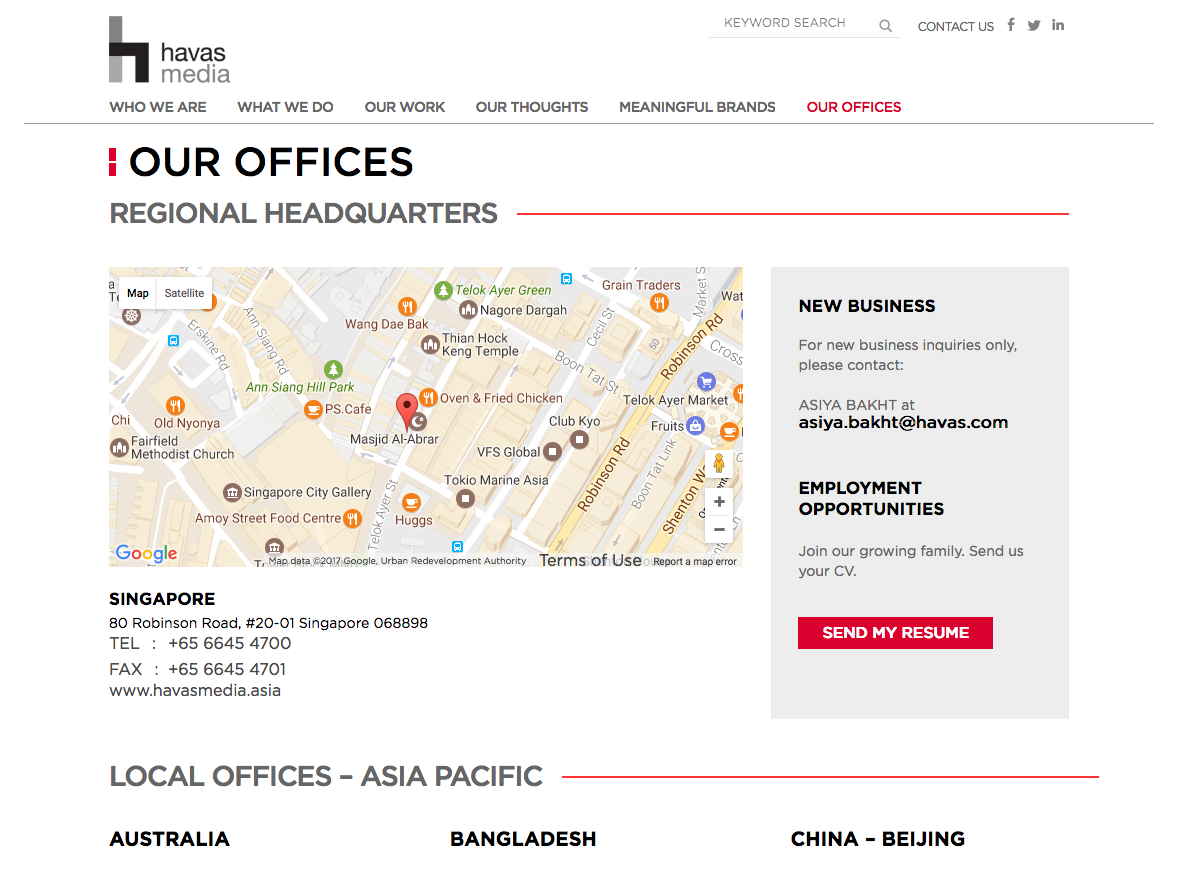 havas
media
KEYWORD SEARCH
CONTACT US
WHO WE ARE
WHAT WE DO
OUR WORK
OUR THOUGHTS
MEANINGFUL BRANDS
OUR OFFICES
OUR OFFICES
REGIONAL HEADQUARTERS
Map
Satellite
Telok Ayer Green
Grain Traders
Market S
Wat
Nagore Dargah
Wang Dae Bak
Cecil St
Ann Siang Rd
Erskine Rd
Thian Hock
Keng Temple
50
Robinson Rd
Cross
Boon Tat St
Ann Siang Hill Park
Oven & Fried Chicken
Telok Ayer Market
PS.Cafe
Chi
Old Nyonya
Club Kyo
Fruits
Masjid Al-Abrar
Fairfield
Methodist Church
VFS Global
Robinson Rd
Boon Tat Link
Shenton W
Tokio Marine Asia
Singapore City Gallery
Telok Ayer St
Amoy Street Food Centre
Huggs
Google
Map data ©2017 Google, Urban Redevelopment Authority
Terms of Use
Report a map error
SINGAPORE
80 Robinson Road, #20-01 Singapore 068898
TEL : +65 6645 4700
FAX : +65 6645 4701
www.havasmedia.asia
NEW BUSINESS
For new business inquiries only,
please contact:
ASIYA BAKHT at
asiya.bakht@havas.com
EMPLOYMENT
OPPORTUNITIES
Join our growing family. Send us
your CV.
SEND MY RESUME
LOCAL OFFICES – ASIA PACIFIC
AUSTRALIA
BANGLADESH
CHINA – BEIJING